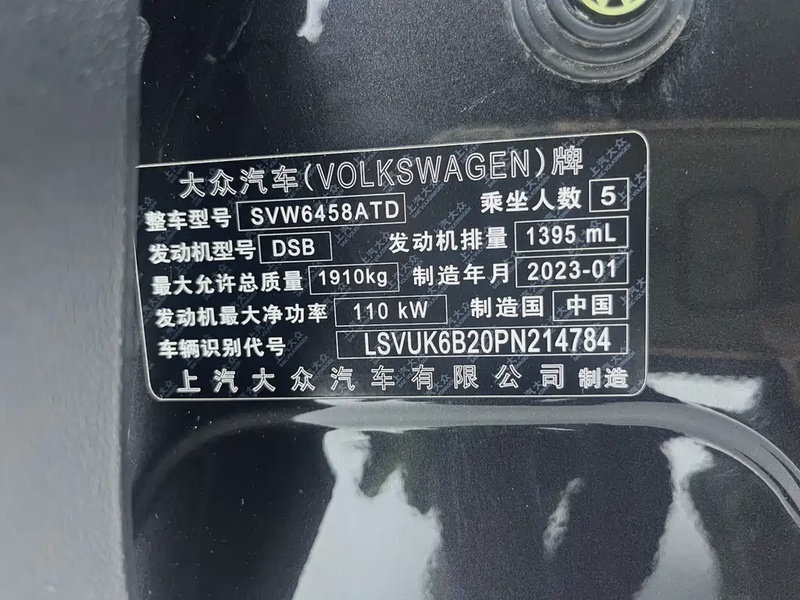 大众汽车(VOLKSWAGEN)牌
整车型号 SVW6458ATD 乘坐人数 5
发动机型号 DSB 发动机排量 1395 mL
最大允许总质量 1910kg 制造年月 2023-01
发动机最大净功率 110 kW 制造国 中国
车辆识别代号 LSVUK6B20PN214784
上汽大众汽车有限公司 制造